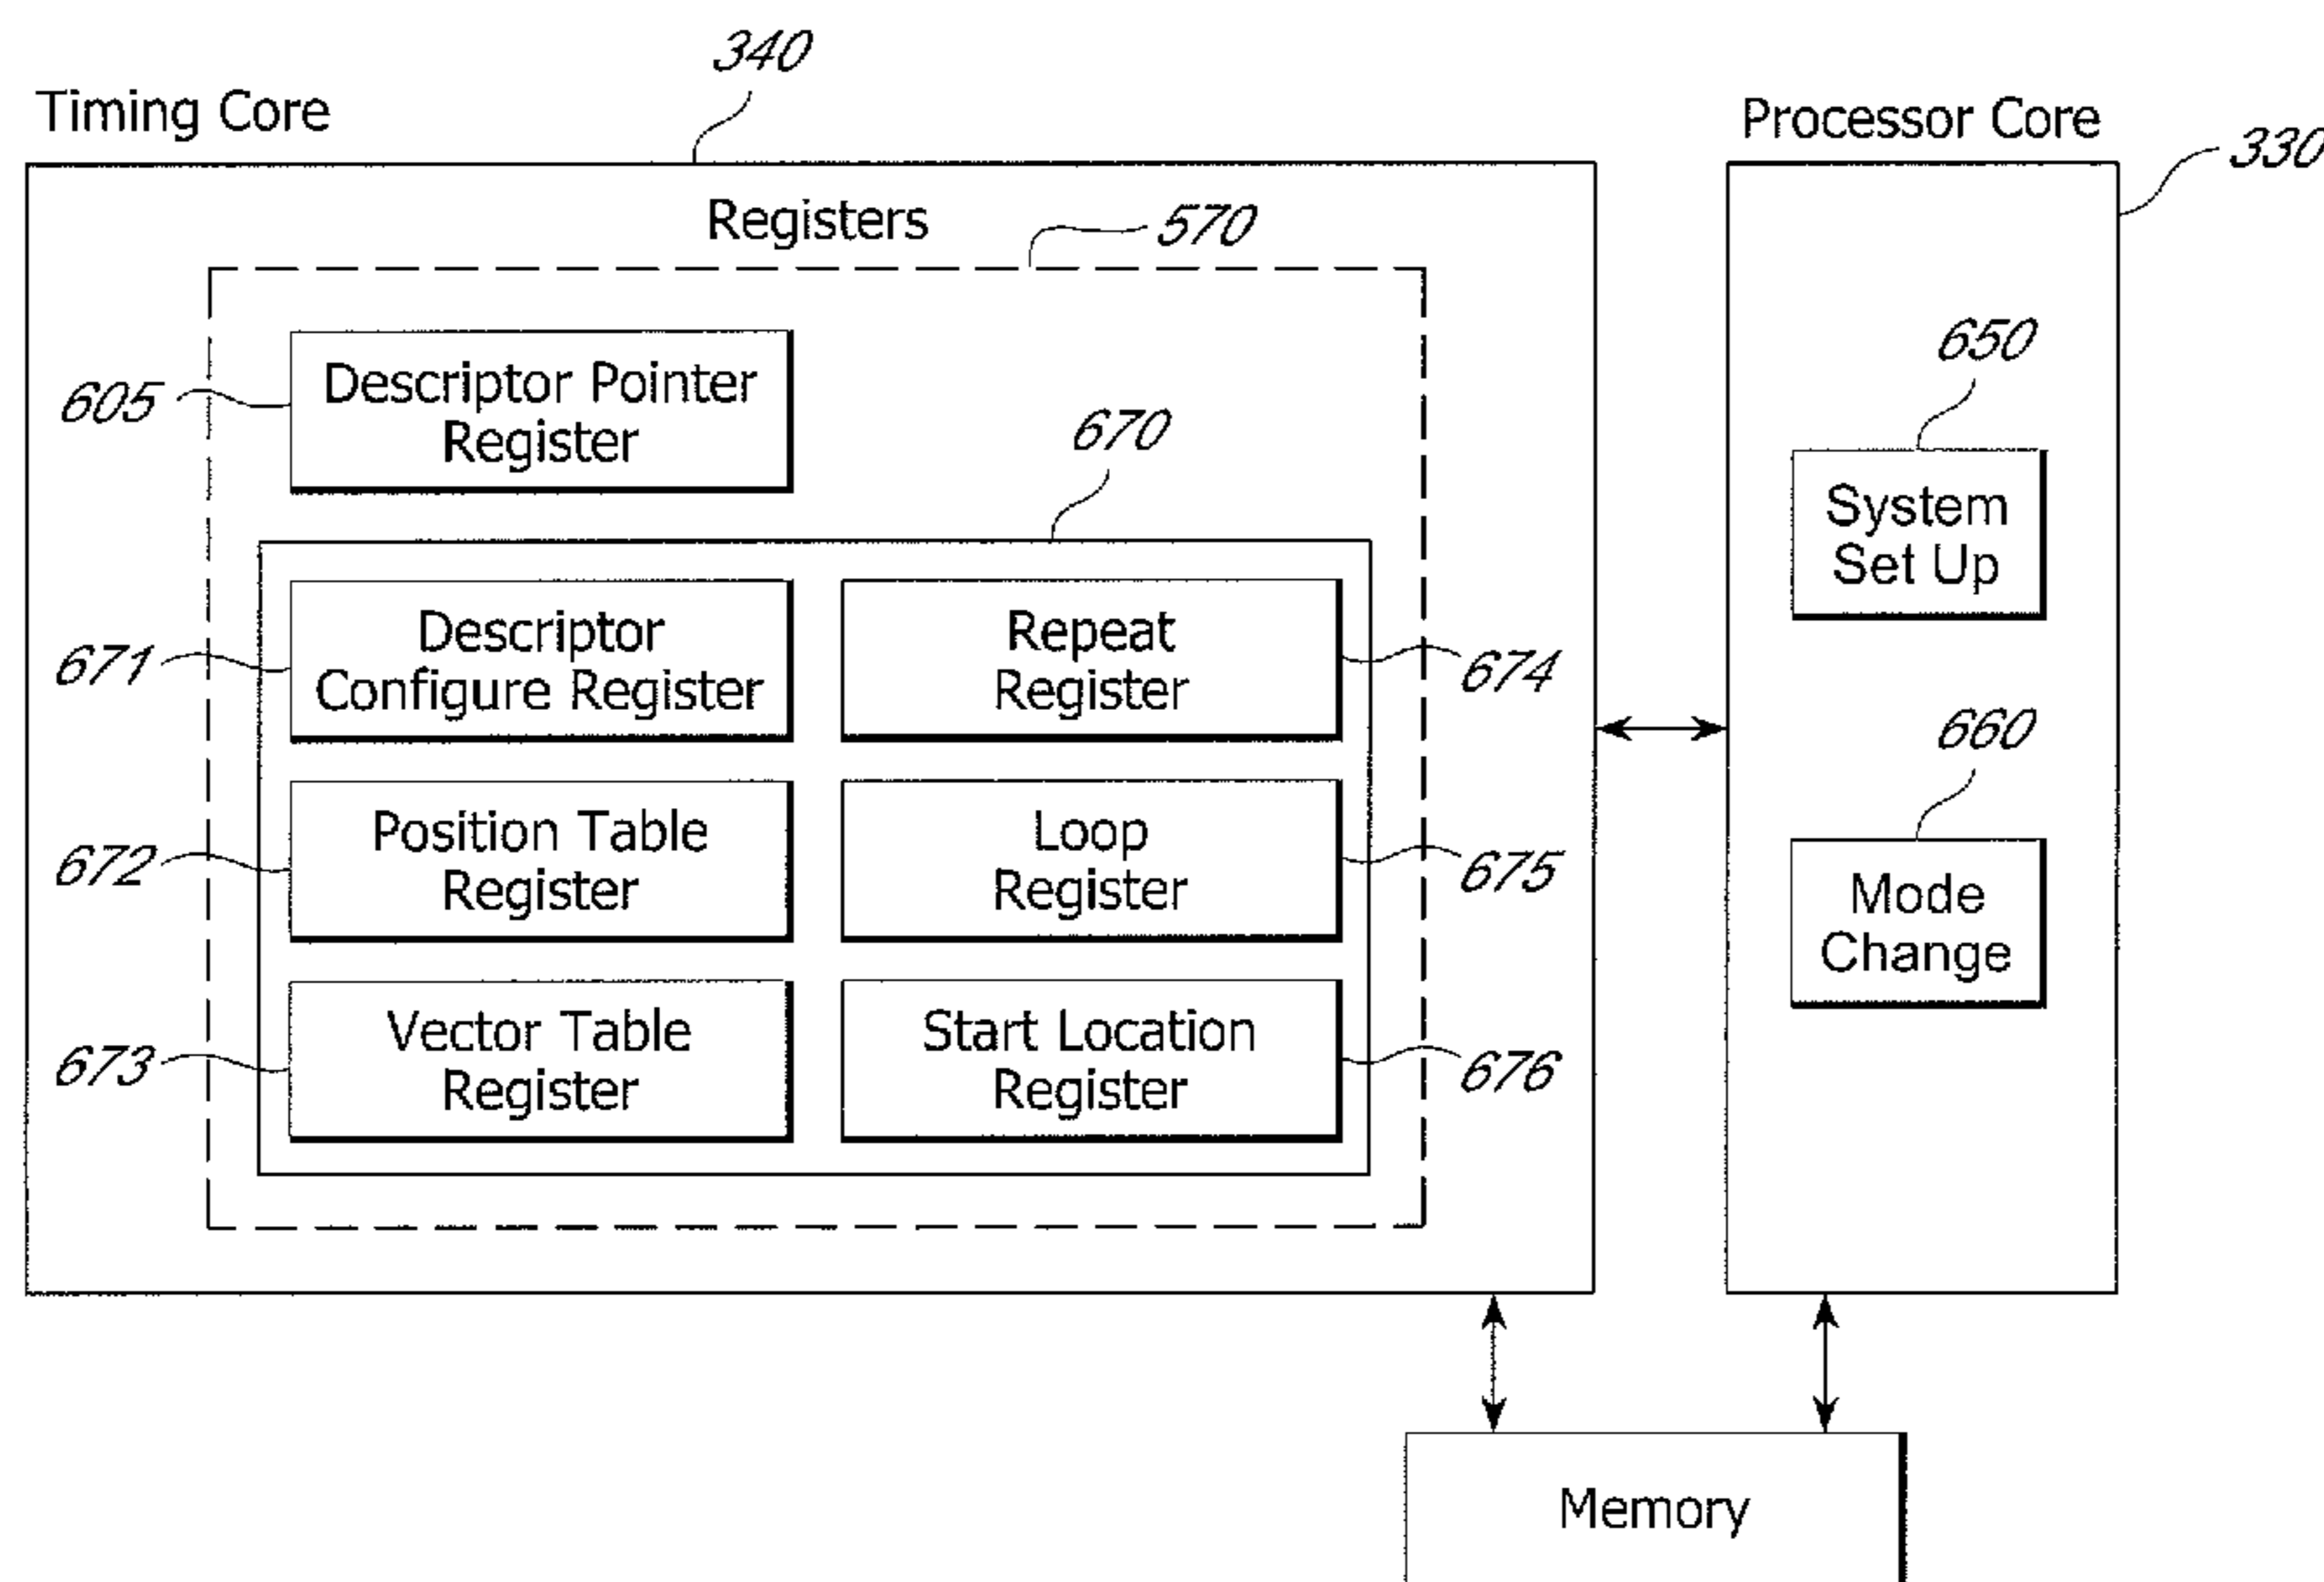 340
Timing Core
Processor Core
330
Registers
570
605
Descriptor Pointer
Register
650
System
Set Up
670
671
Descriptor
Configure Register
Repeat
Register
674
660
Mode
Change
672
Position Table
Register
Loop
Register
675
673
Vector Table
Register
Start Location
Register
676
Memory